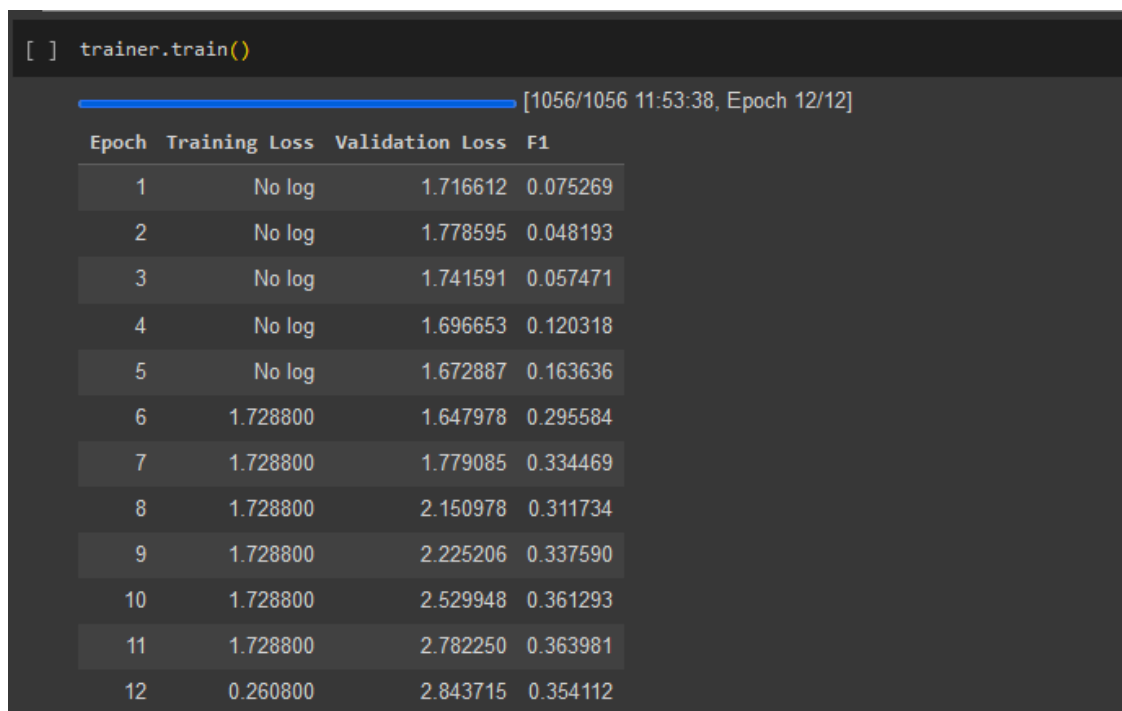 [ ] trainer.train()
[1056/1056 11:53:38, Epoch 12/12]
Epoch Training Loss Validation Loss F1
1 No log 1.716612 0.075269
2 No log 1.778595 0.048193
3 No log 1.741591 0.057471
4 No log 1.696653 0.120318
5 No log 1.672887 0.163636
6 1.728800 1.647978 0.295584
7 1.728800 1.779085 0.334469
8 1.728800 2.150978 0.311734
9 1.728800 2.225206 0.337590
10 1.728800 2.529948 0.361293
11 1.728800 2.782250 0.363981
12 0.260800 2.843715 0.354112